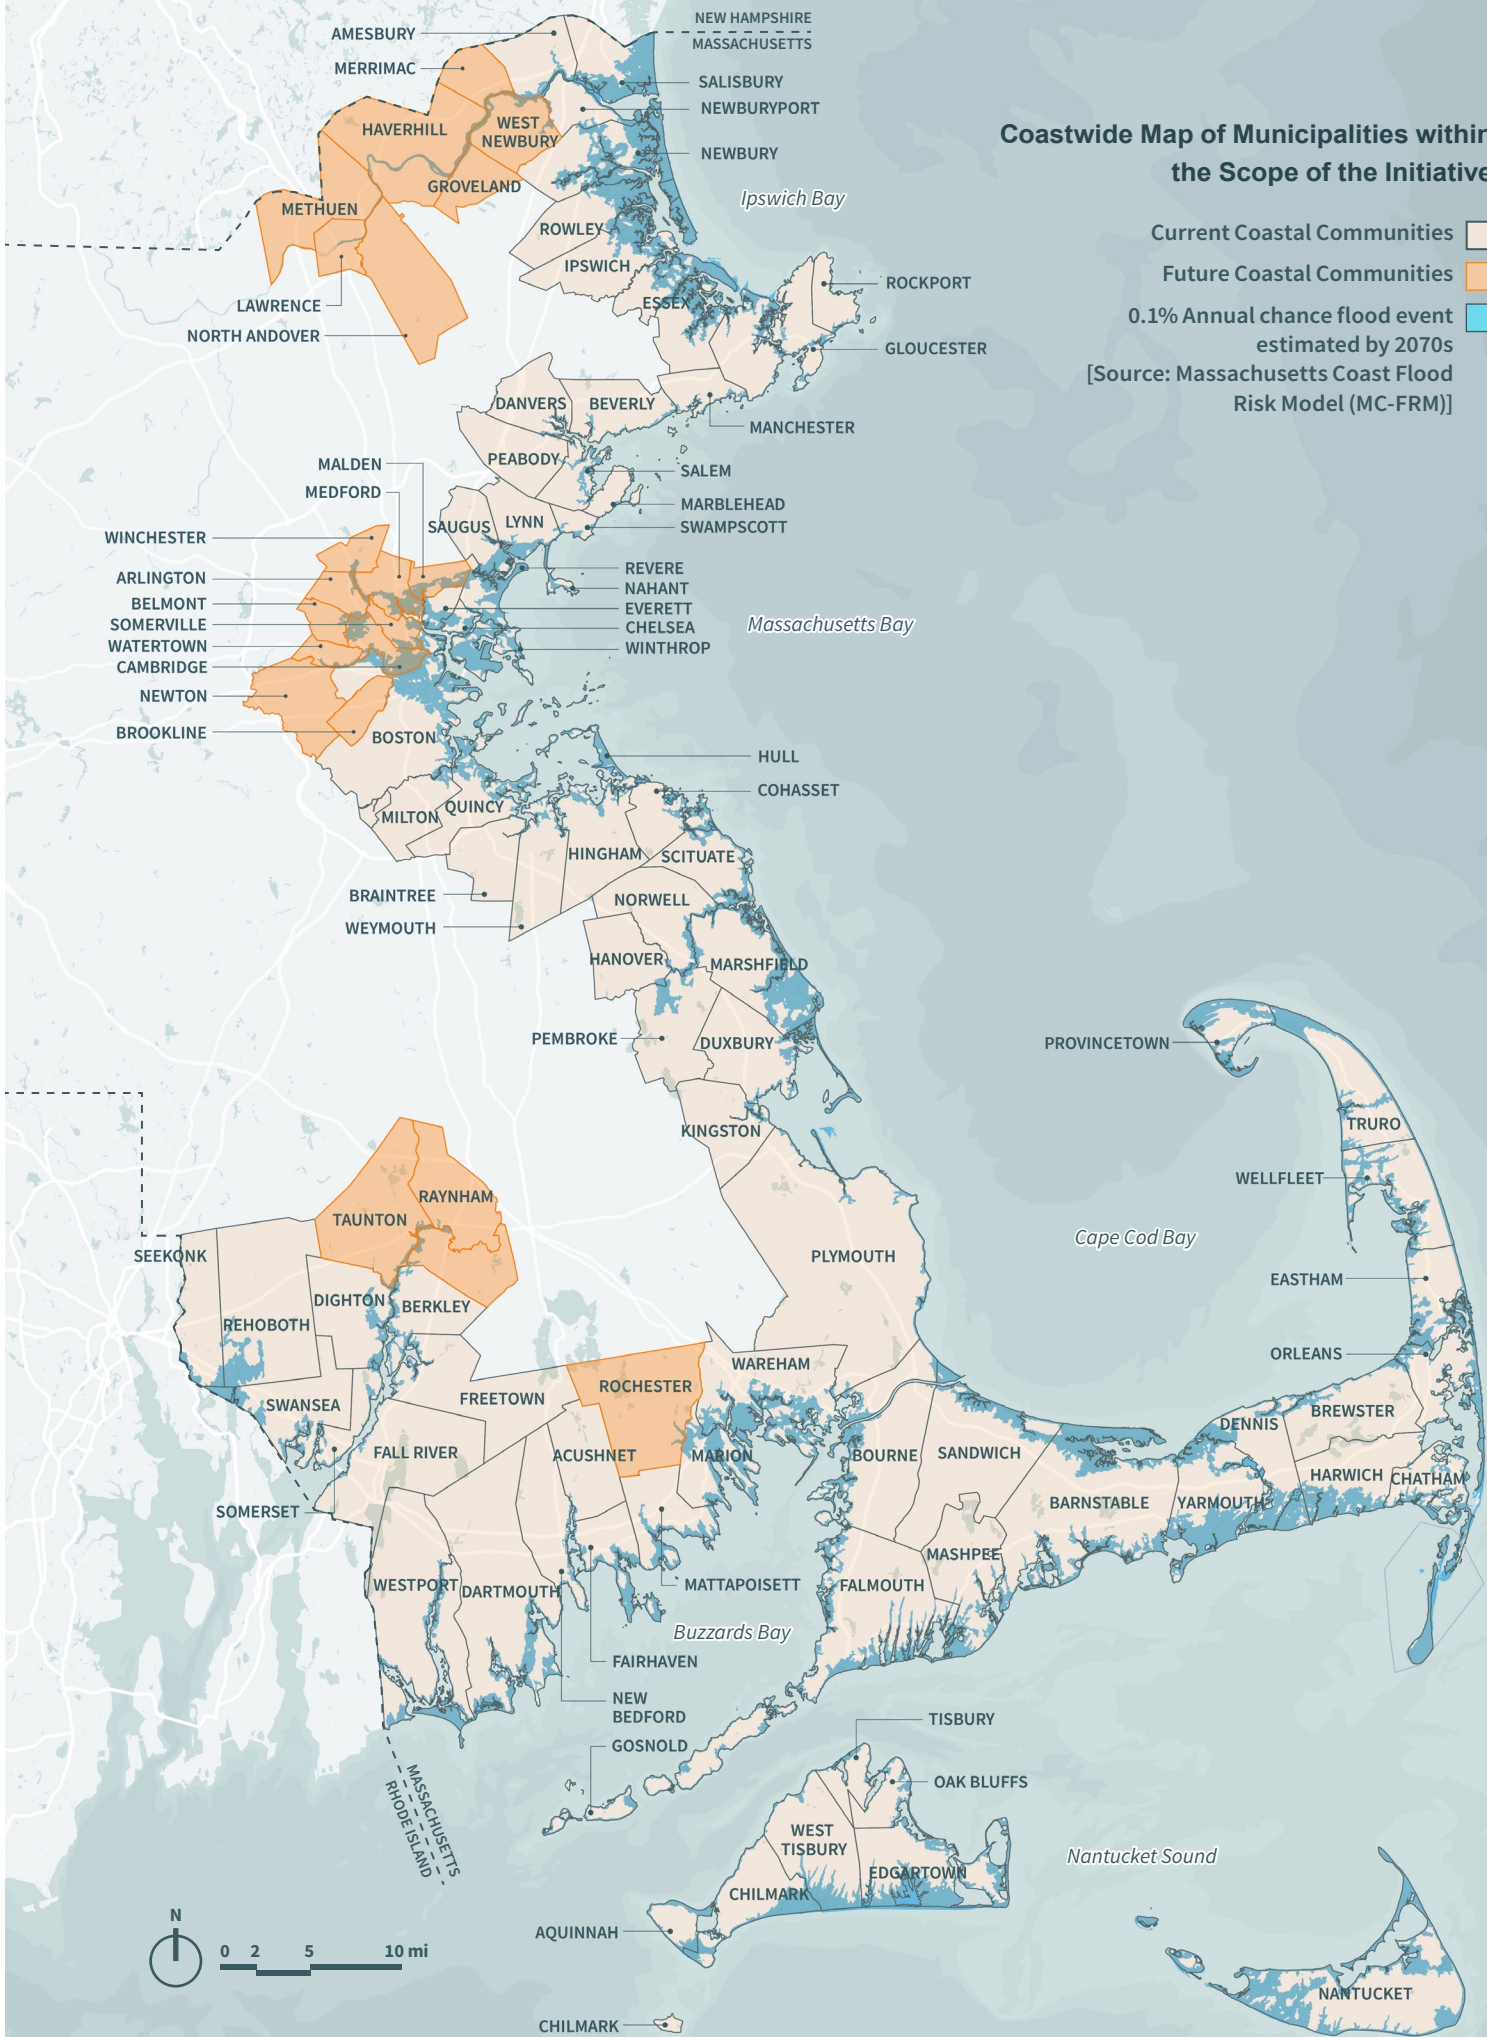 NEW HAMPSHIRE
MASSACHUSETTS
AMESBURY
MERRIMAC
SALISBURY
NEWBURYPORT
HAVERHILL
WEST
NEWBURY
NEWBURY
Coastwide Map of Municipalities within
the Scope of the Initiative
GROVELAND
Ipswich Bay
METHUEN
ROWLEY
Current Coastal Communities
IPSWICH
Future Coastal Communities
ROCKPORT
ESSEX
LAWRENCE
0.1% Annual chance flood event
estimated by 2070s
[Source: Massachusetts Coast Flood
Risk Model (MC-FRM)]
NORTH ANDOVER
GLOUCESTER
DANVERS
BEVERLY
MANCHESTER
PEABODY
MALDEN
SALEM
MEDFORD
MARBLEHEAD
SAUGUS
LYNN
SWAMPSCOTT
WINCHESTER
REVERE
ARLINGTON
NAHANT
BELMONT
EVERETT
SOMERVILLE
CHELSEA
Massachusetts Bay
WATERTOWN
WINTHROP
CAMBRIDGE
NEWTON
BROOKLINE
BOSTON
HULL
COHASSET
QUINCY
MILTON
HINGHAM
SCITUATE
BRAINTREE
NORWELL
WEYMOUTH
HANOVER
MARSHFIELD
PEMBROKE
DUXBURY
PROVINCETOWN
KINGSTON
TRURO
WELLFLEET
RAYNHAM
TAUNTON
Cape Cod Bay
SEEKONK
PLYMOUTH
EASTHAM
DIGHTON
BERKLEY
REHOBOTH
ORLEANS
WAREHAM
ROCHESTER
FREETOWN
SWANSEA
BREWSTER
DENNIS
FALL RIVER
ACUSHNET
MARION
BOURNE
SANDWICH
HARWICH
CHATHAM
BARNSTABLE
YARMOUTH
SOMERSET
MASHPEE
WESTPORT
DARTMOUTH
MATTAPOISETT
FALMOUTH
Buzzards Bay
FAIRHAVEN
NEW
BEDFORD
TISBURY
GOSNOLD
OAK BLUFFS
MASSACHUSETTS
RHODE ISLAND
WEST
TISBURY
Nantucket Sound
EDGARTOWN
CHILMARK
N
AQUINNAH
0 2 5 10 mi
NANTUCKET
CHILMARK